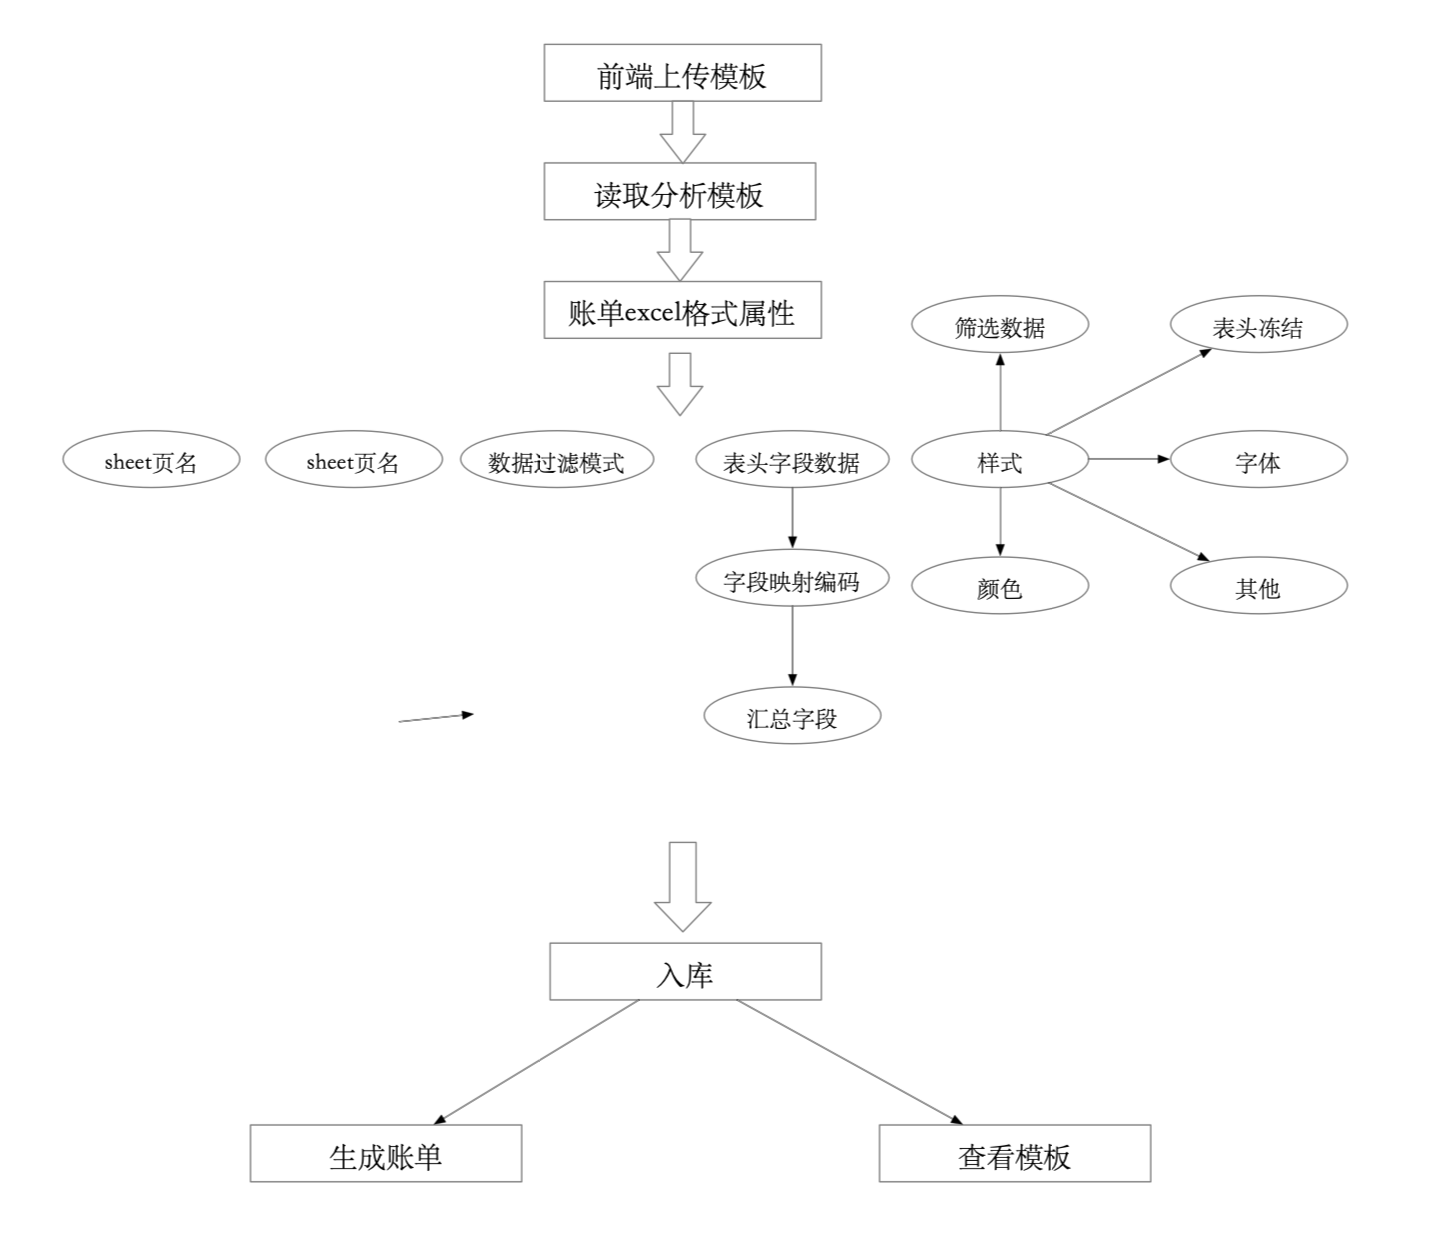 前端上传模板
读取分析模板
账单excel格式属性
筛选数据
表头冻结
sheet页名
sheet页名
数据过滤模式
表头字段数据
样式
字体
字段映射编码
颜色
其他
汇总字段
入库
生成账单
查看模板